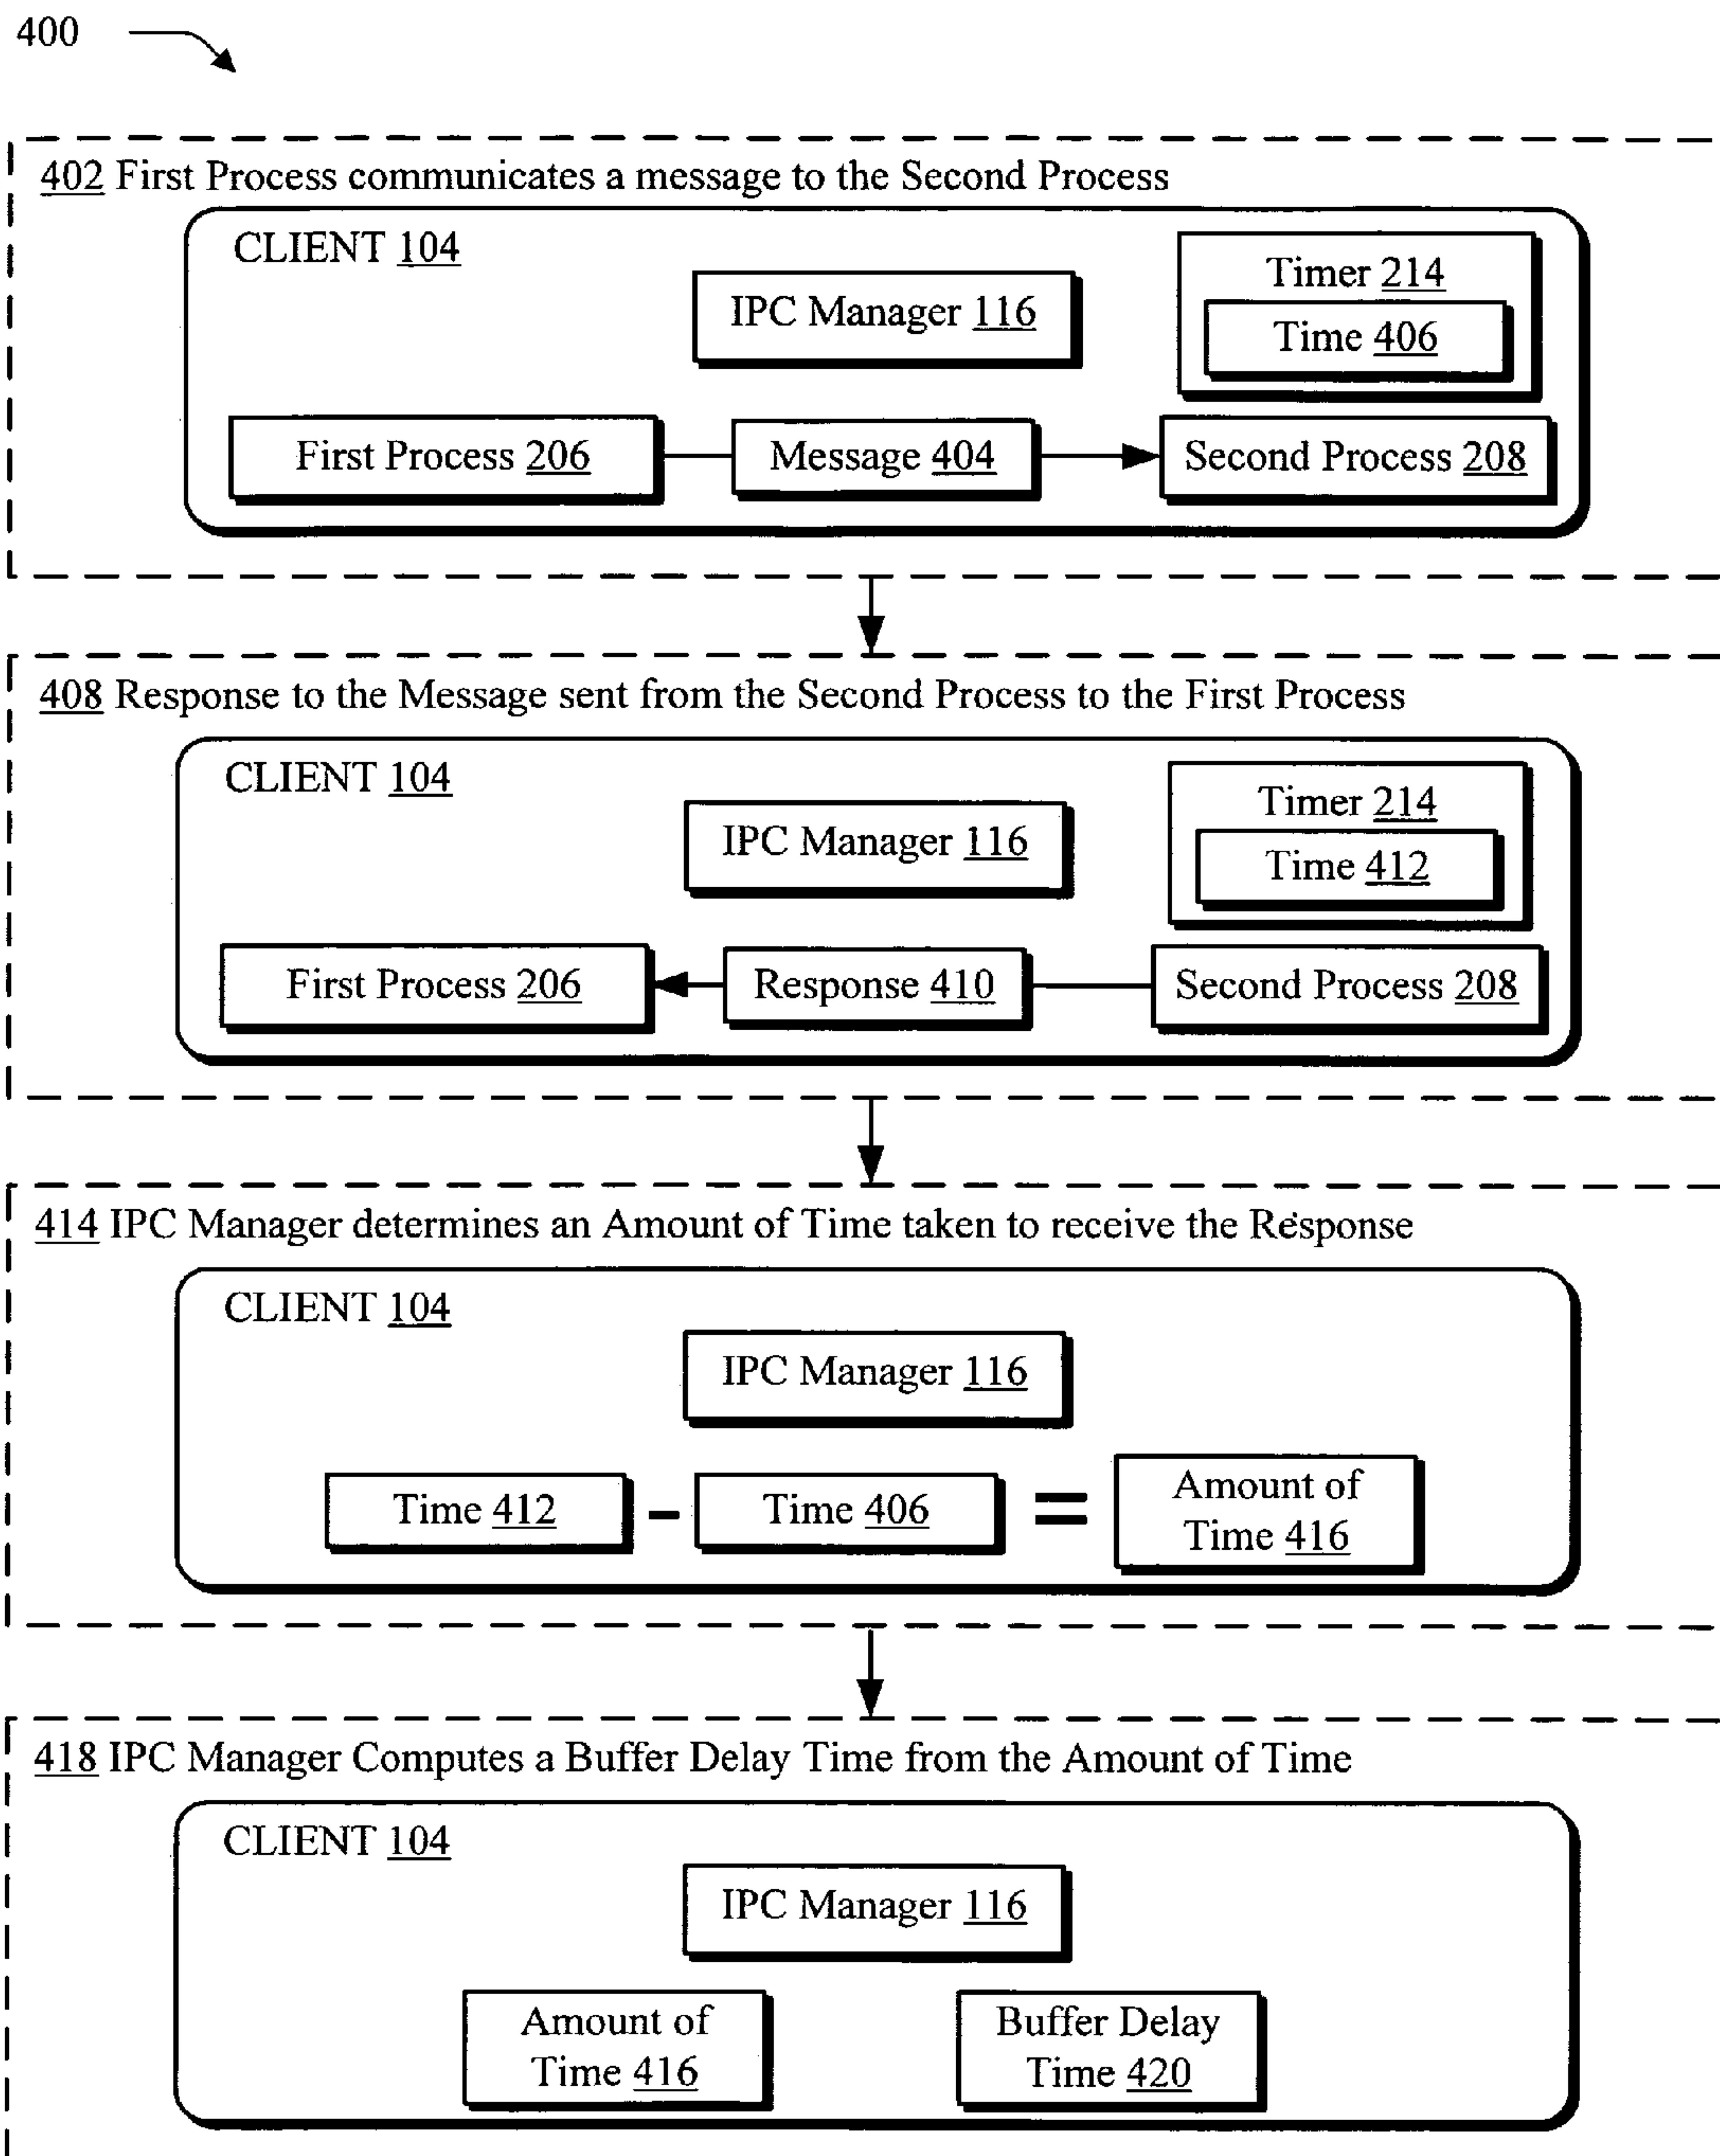 400
402 First Process communicates a message to the Second Process
CLIENT 104
IPC Manager 116
Timer 214
Time 406
First Process 206
Message 404
Second Process 208
408 Response to the Message sent from the Second Process to the First Process
CLIENT 104
IPC Manager 116
Timer 214
Time 412
First Process 206
Response 410
Second Process 208
414 IPC Manager determines an Amount of Time taken to receive the Response
CLIENT 104
IPC Manager 116
Time 412 - Time 406 = Amount of
Time 416
418 IPC Manager Computes a Buffer Delay Time from the Amount of Time
CLIENT 104
IPC Manager 116
Amount of
Time 416
Buffer Delay
Time 420